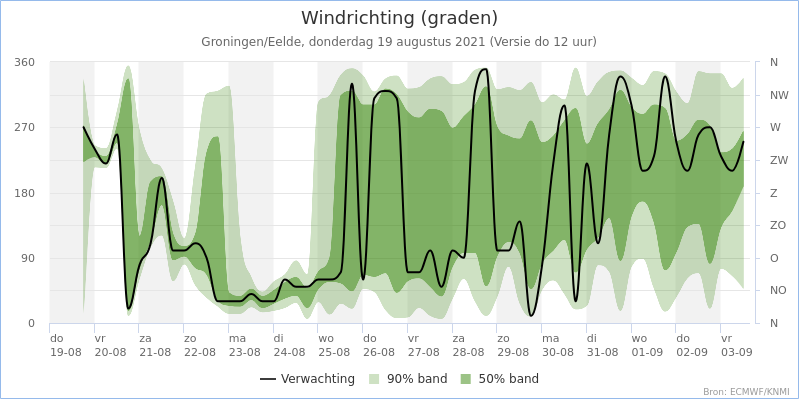 Windrichting (graden)
Groningen/Eelde, donderdag 19 augustus 2021 (Versie do 12 uur)
360 N
NW
270 W
ZW
180 Z
ZO
90 O
NO
0 N
do vr za zo ma di wo do vr za zo ma di wo do vr
19-08 20-08 21-08 22-08 23-08 24-08 25-08 26-08 27-08 28-08 29-08 30-08 31-08 01-09 02-09 03-09
Verwachting 90% band 50% band
Bron: ECMWF/KNMI